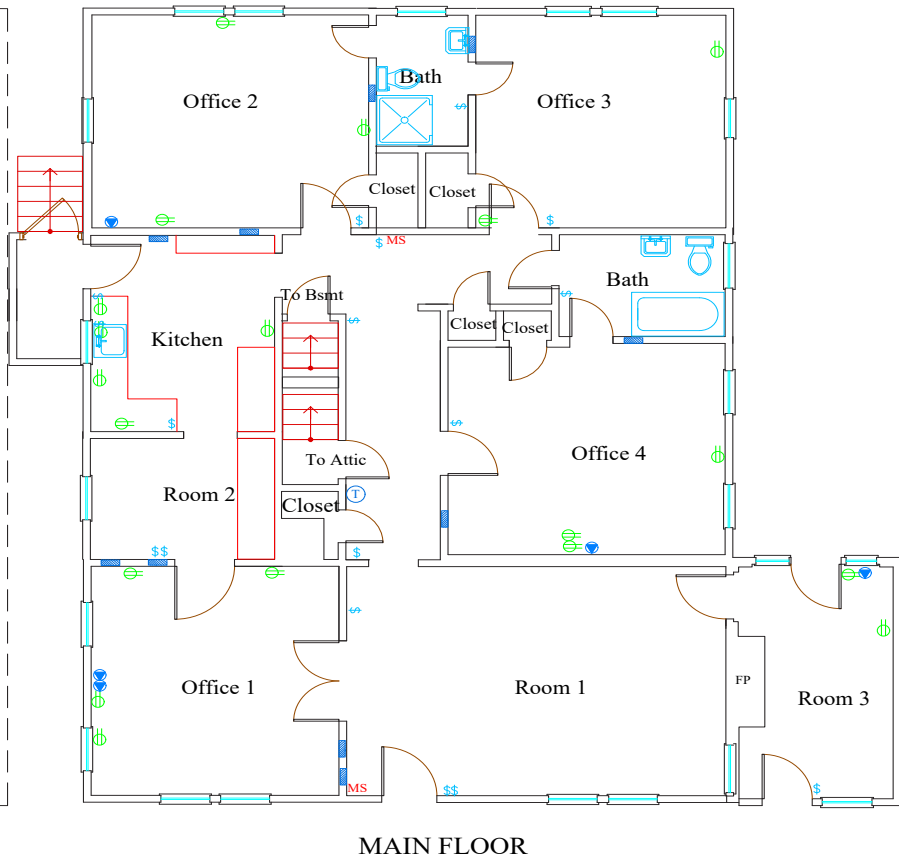 Bath
Office 2
Office 3
$
Closet
Closet
$
$
$
MS
Bath
To Bsmt
$
$
$
$
Closet
Closet
Kitchen
$
$
Office 4
To Attic
Room 2
T
Closet
$$
$
$
Office 1
Room 1
FP
Room 3
MS
$$
$
MAIN FLOOR